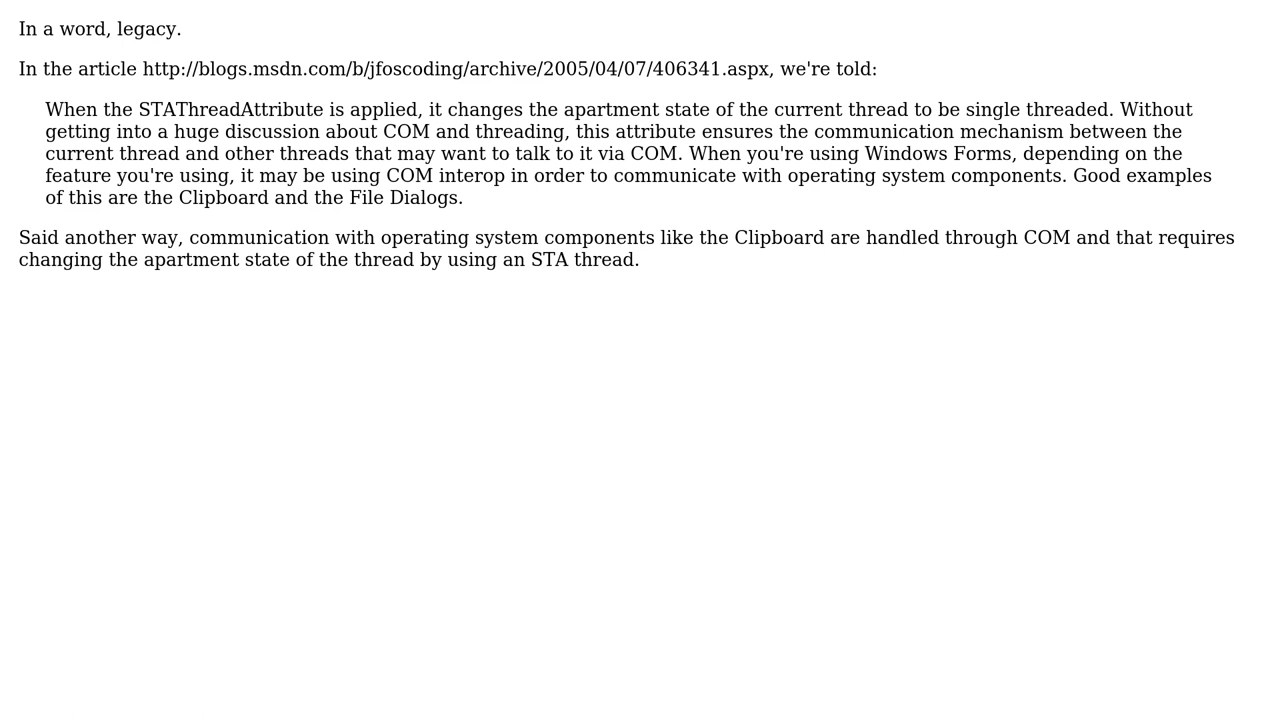 In a word, legacy.
In the article http://blogs.msdn.com/b/jfoscoding/archive/2005/04/07/406341.aspx, we're told:
When the STAThreadAttribute is applied, it changes the apartment state of the current thread to be single threaded. Without
getting into a huge discussion about COM and threading, this attribute ensures the communication mechanism between the
current thread and other threads that may want to talk to it via COM. When you're using Windows Forms, depending on the
feature you're using, it may be using COM interop in order to communicate with operating system components. Good examples
of this are the Clipboard and the File Dialogs.
Said another way, communication with operating system components like the Clipboard are handled through COM and that requires
changing the apartment state of the thread by using an STA thread.